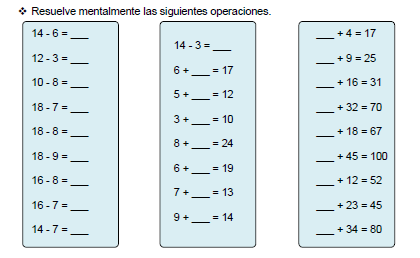 ❖ Resuelve mentalmente las siguientes operaciones.
14 - 6 = ___
12 - 3 = ___
10 - 8 = ___
18 - 7 = ___
18 - 8 = ___
18 - 9 = ___
16 - 8 = ___
16 - 7 = ___
14 - 7 = ___
14 - 3 = ___
6 + ___ = 17
5 + ___ = 12
3 + ___ = 10
8 + ___ = 24
6 + ___ = 19
7 + ___ = 13
9 + ___ = 14
___ + 4 = 17
___ + 9 = 25
___ + 16 = 31
___ + 32 = 70
___ + 18 = 67
___ + 45 = 100
___ + 12 = 52
___ + 23 = 45
___ + 34 = 80